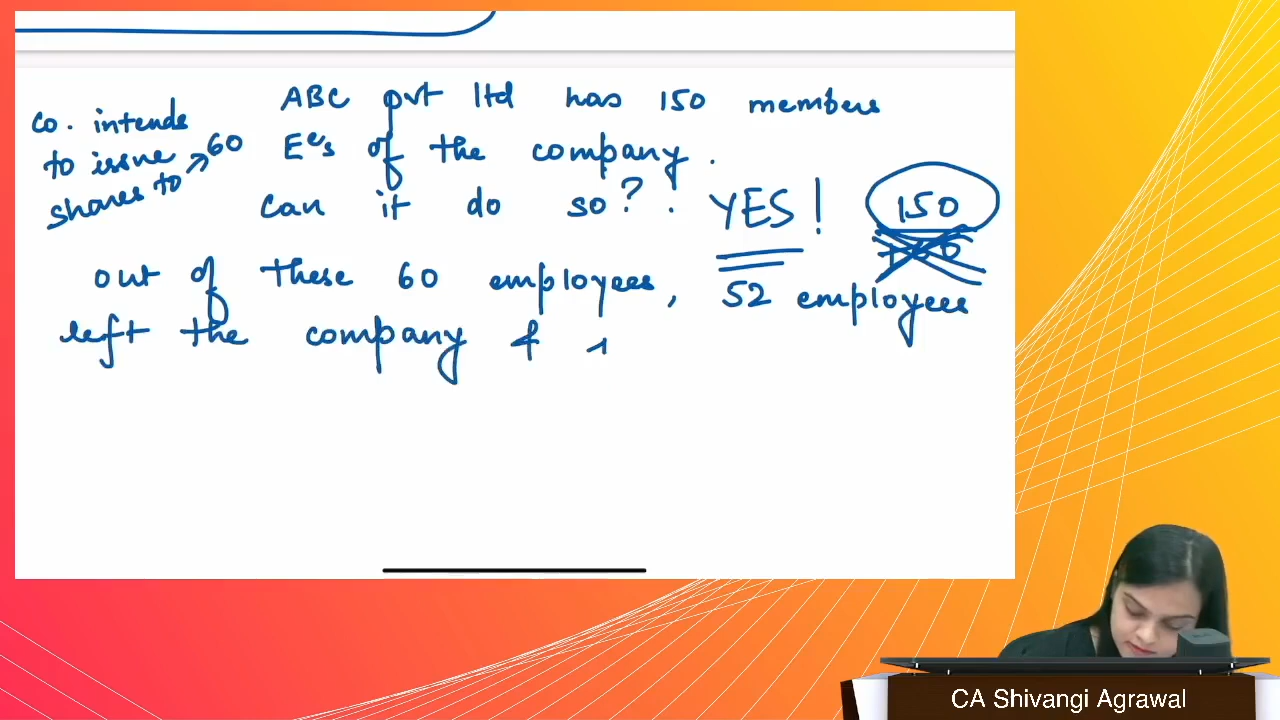 ABC pvt ltd has 150 members
Co. intends
to issue
shares to → 60 Ees of the company.
can it do so? . YES! 150
out of these 60 employees, 52 employees
left the company &
CA Shivangi Agrawal